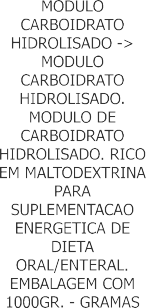 MODULO
CARBOIDRATO
HIDROLISADO ->
MODULO
CARBOIDRATO
HIDROLISADO.
MODULO DE
CARBOIDRATO
HIDROLISADO. RICO
EM MALTODEXTRINA
PARA
SUPLEMENTACAO
ENERGETICA DE
DIETA
ORAL/ENTERAL.
EMBALAGEM COM
1000GR. - GRAMAS